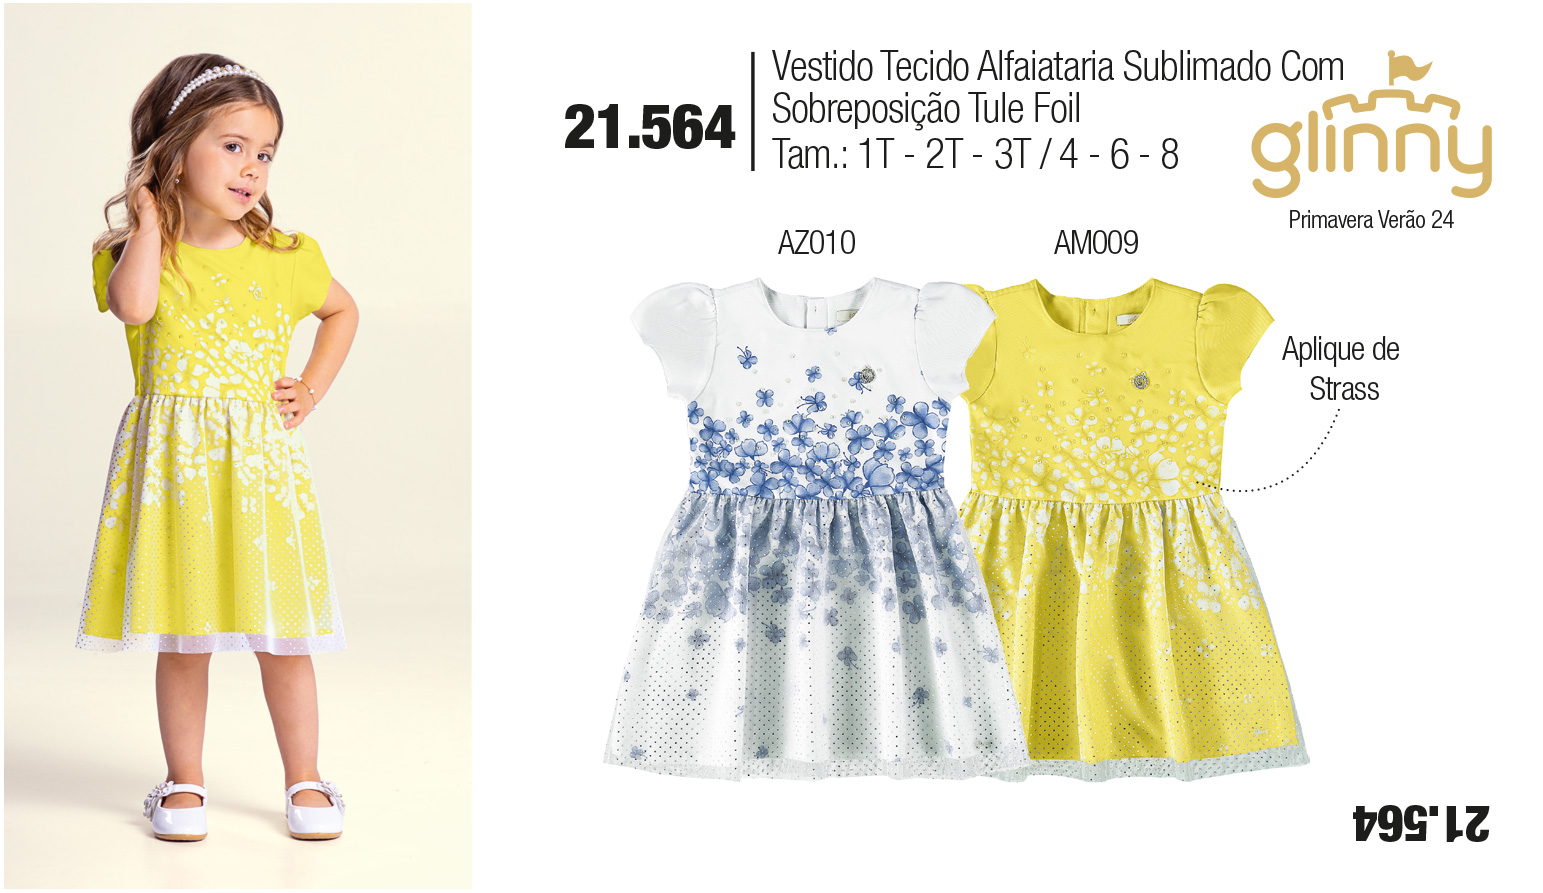 21.564
Vestido Tecido Alfaiataria Sublimado Com
Sobreposição Tule Foil
Tam.: 1T - 2T - 3T / 4 - 6 - 8
glinny
Primavera Verão 24
AZ010
AM009
Aplique de
Strass
21.564